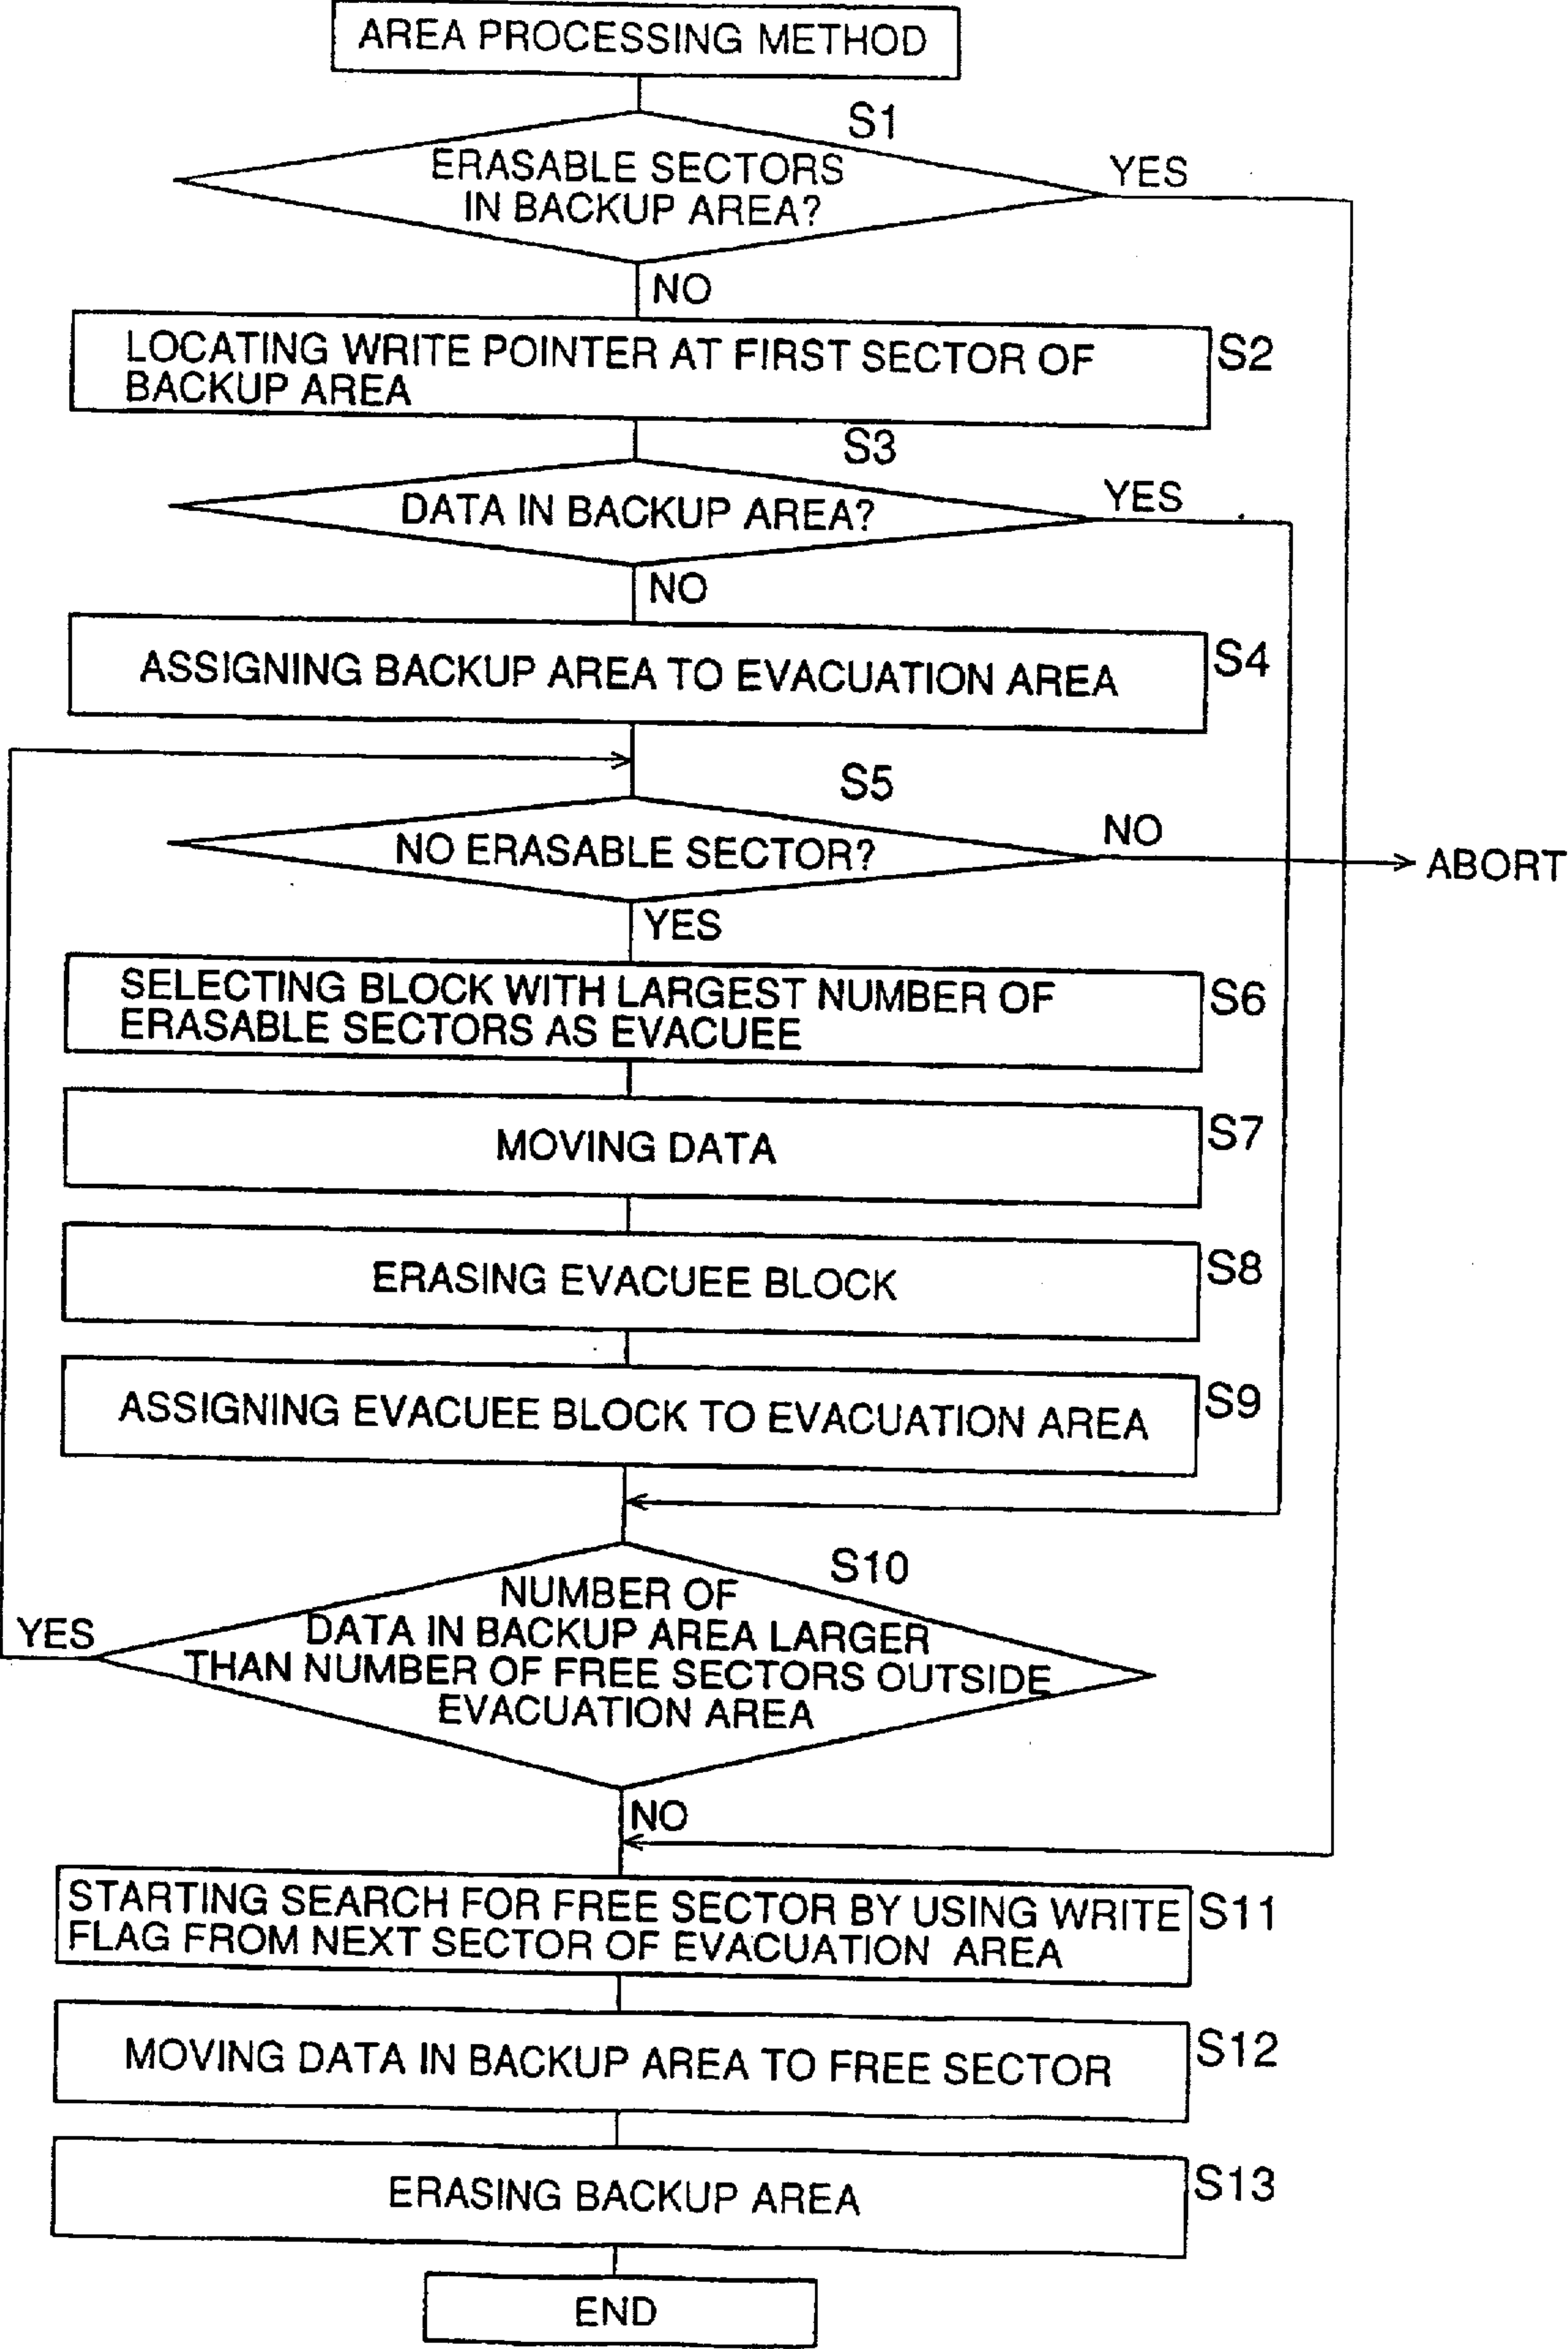 AREA PROCESSING METHOD
S1
ERASABLE SECTORS
IN BACKUP AREA?
YES
NO
LOCATING WRITE POINTER AT FIRST SECTOR OF
BACKUP AREA
S2
S3
DATA IN BACKUP AREA?
YES
NO
ASSIGNING BACKUP AREA TO EVACUATION AREA
S4
S5
NO ERASABLE SECTOR?
NO
ABORT
YES
SELECTING BLOCK WITH LARGEST NUMBER OF
ERASABLE SECTORS AS EVACUEE
S6
MOVING DATA
S7
ERASING EVACUEE BLOCK
S8
ASSIGNING EVACUEE BLOCK TO EVACUATION AREA
S9
S10
NUMBER OF
DATA IN BACKUP AREA LARGER
THAN NUMBER OF FREE SECTORS OUTSIDE
EVACUATION AREA
YES
NO
STARTING SEARCH FOR FREE SECTOR BY USING WRITE
FLAG FROM NEXT SECTOR OF EVACUATION AREA
S11
MOVING DATA IN BACKUP AREA TO FREE SECTOR
S12
ERASING BACKUP AREA
S13
END